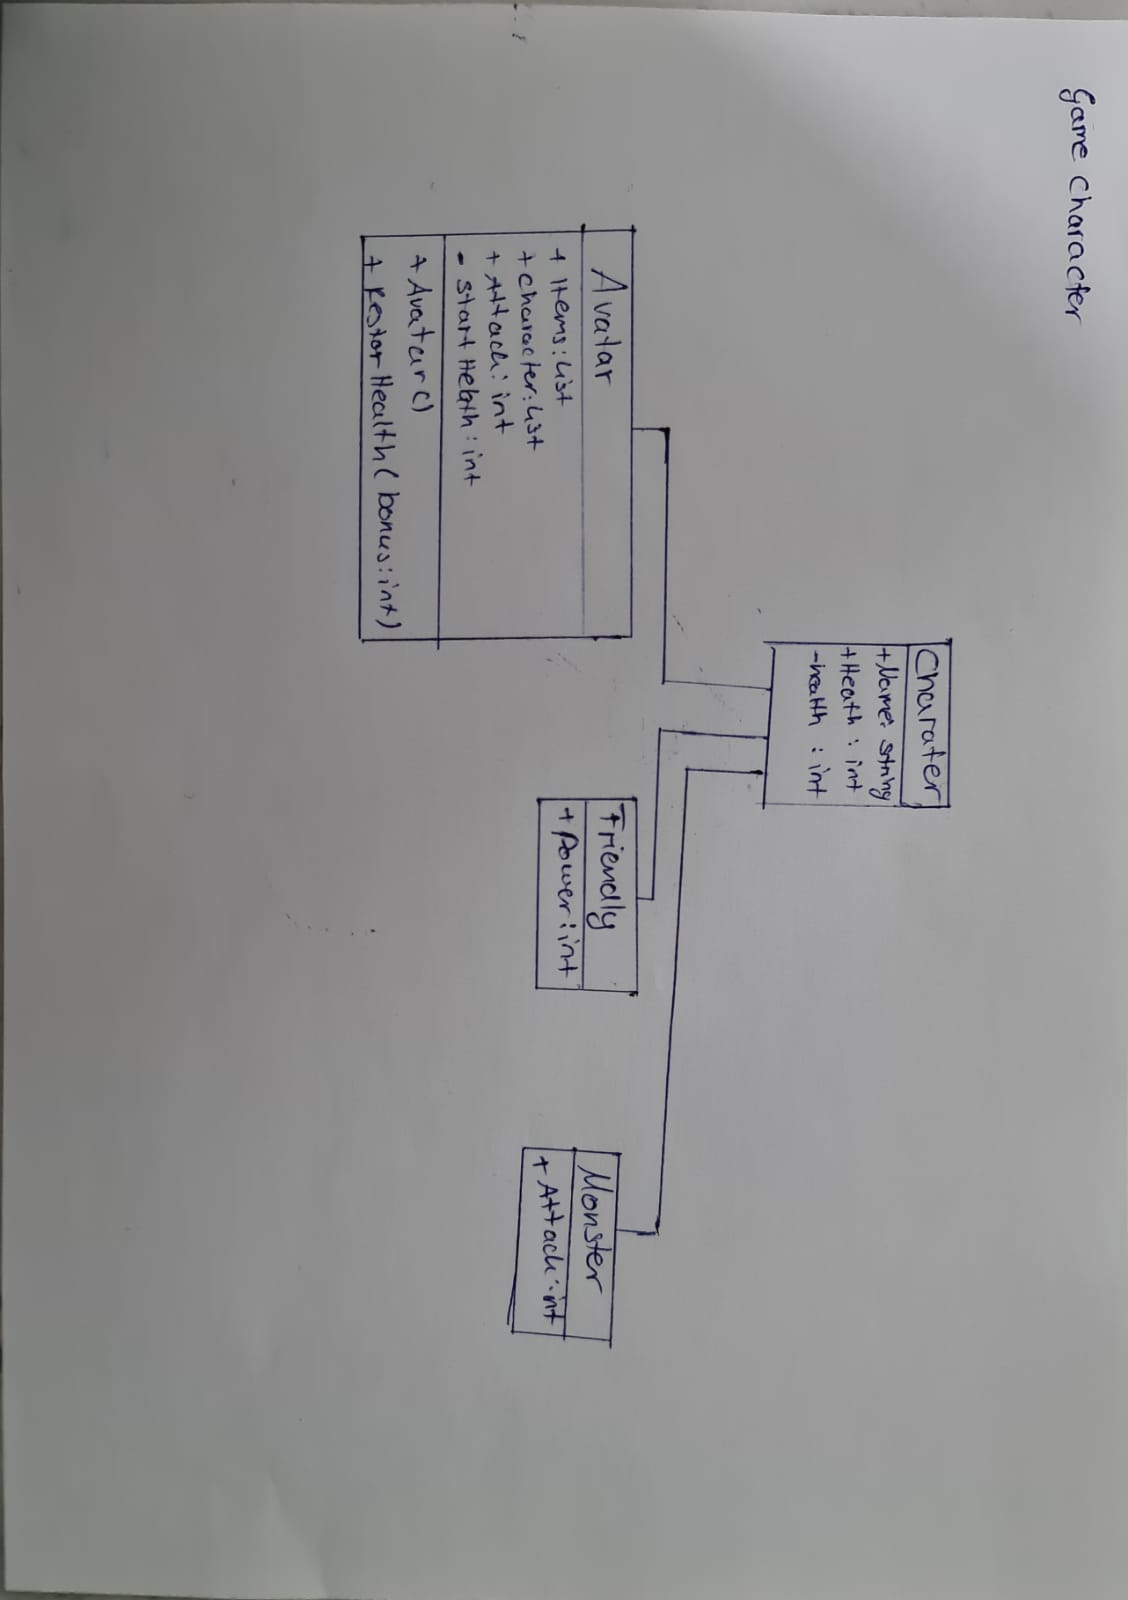 Game Character
Charater
+Name: string
+Heath : int
-health : int
Avatar
+ Items:List
+ character:List
+ Attack: int
- start Helath : int
+ Avatar()
+ Restor Health ( bonus:int)
Friendly
+ Power:int
Monster
+ Attack:int